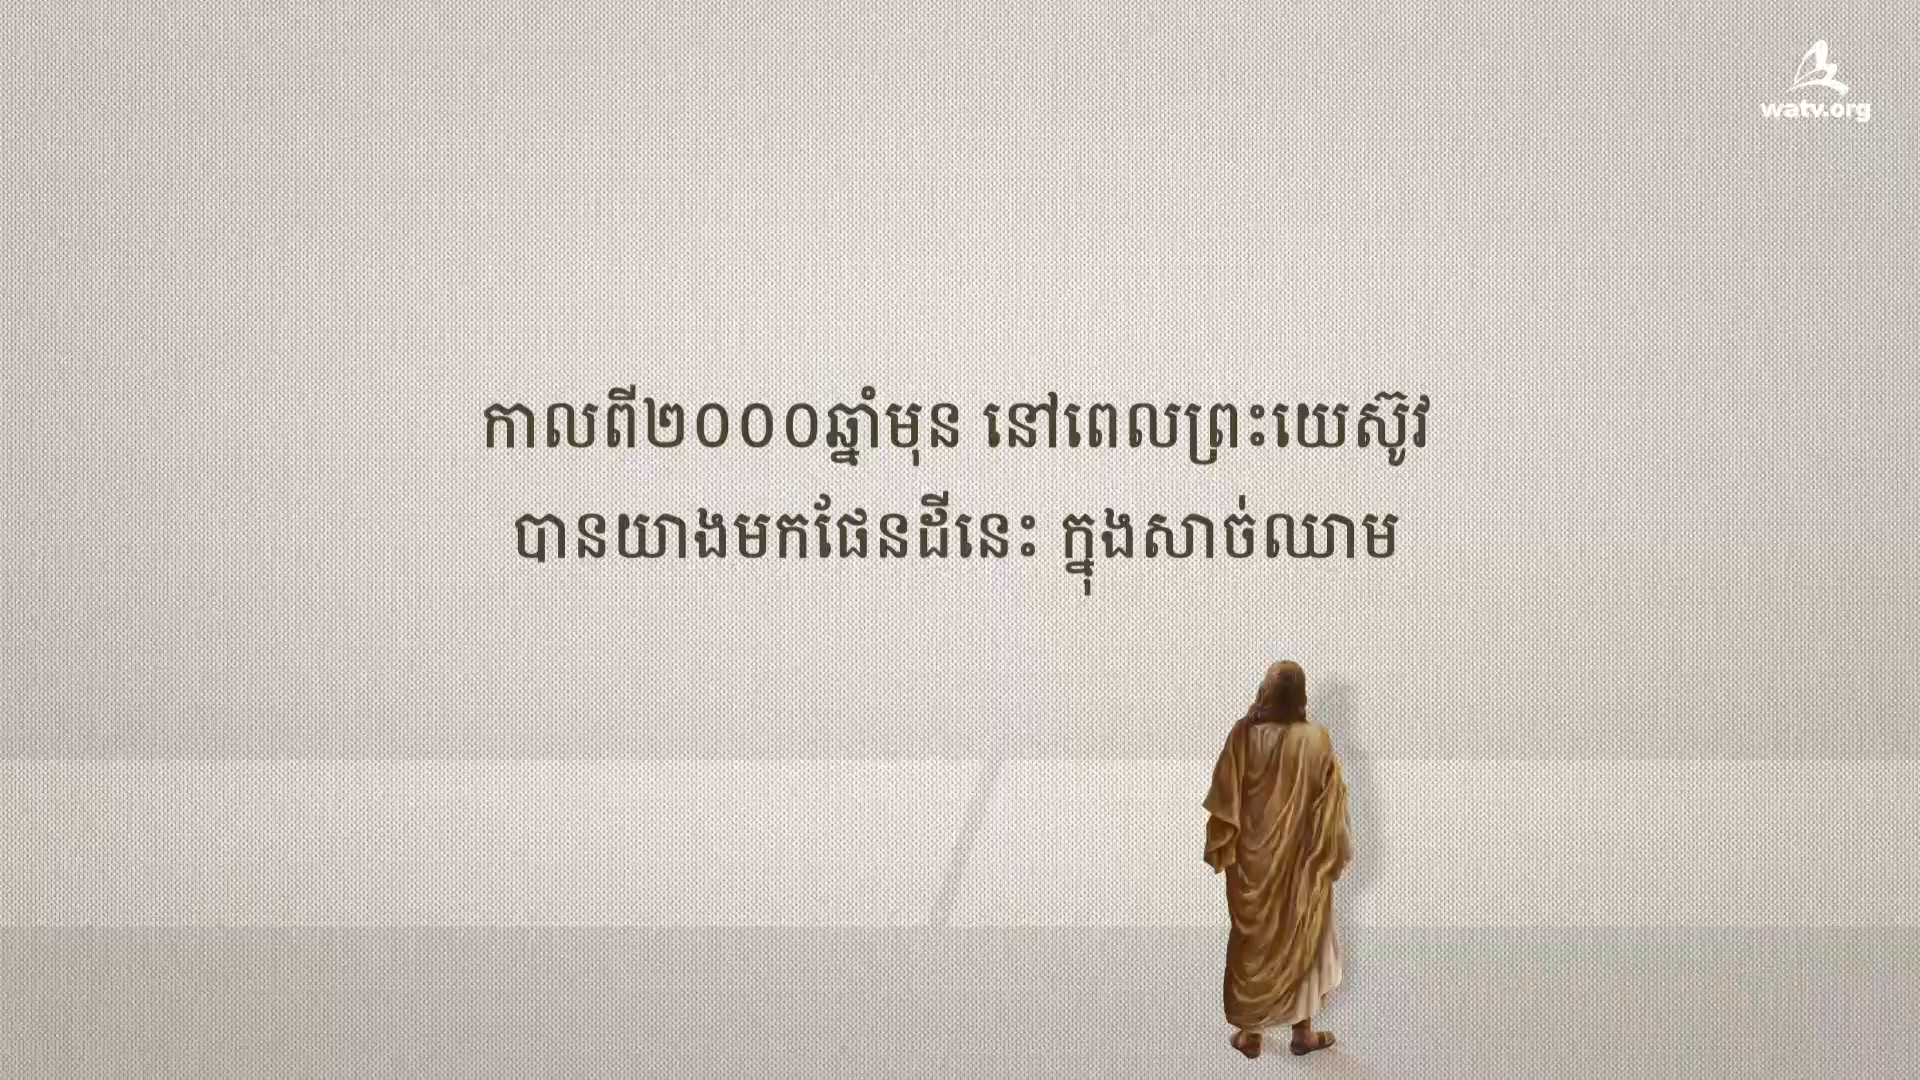 watv.org
កាលពី២០០០ឆ្នាំមុន នៅពេលព្រះយេស៊ូវ
បានយាងមកផែនដីនេះ ក្នុងសាច់ឈាម